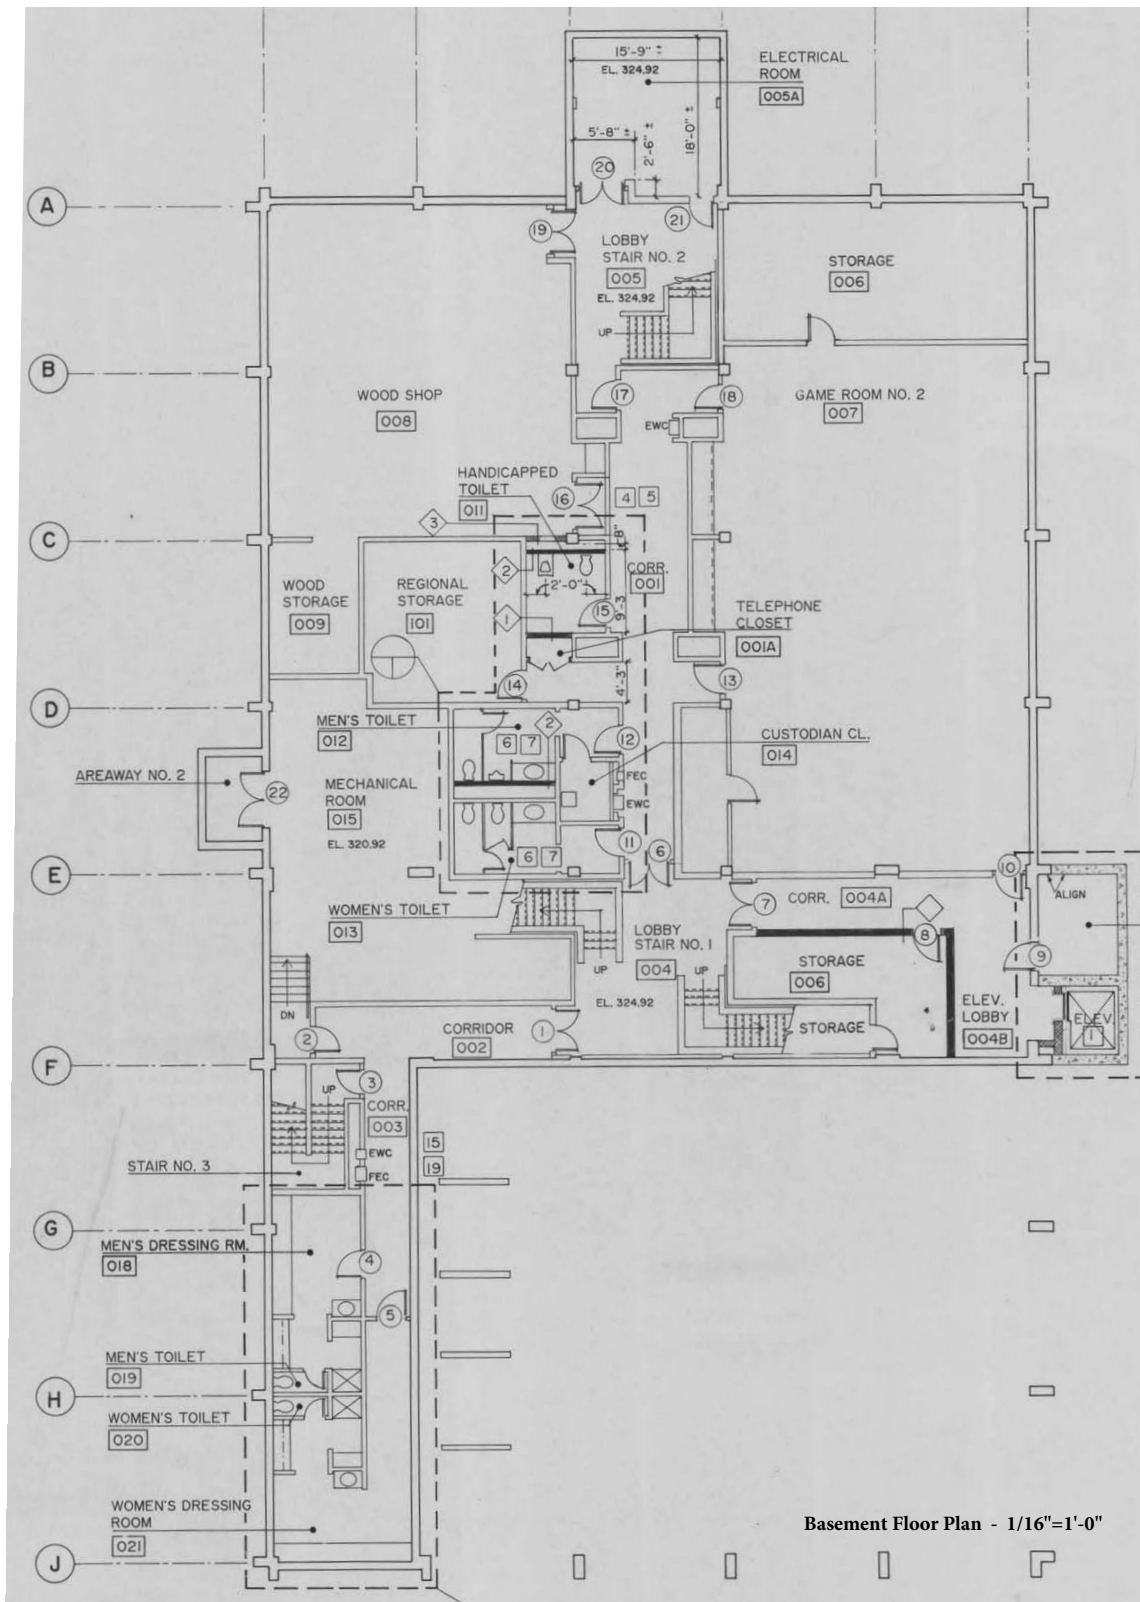 15'-9" ±
EL. 324.92
ELECTRICAL
ROOM
005A
18'-0" ±
5'-8" ±
2'-6" ±
20
A
19
21
LOBBY
STAIR NO. 2
005
EL. 324.92
UP
STORAGE
006
B
WOOD SHOP
008
17
18
EWC
GAME ROOM NO. 2
007
HANDICAPPED
TOILET
011
16
4
5
3
C
2
2'-0"
CORR.
001
15
9'-3
WOOD
STORAGE
009
REGIONAL
STORAGE
101
1
TELEPHONE
CLOSET
001A
14
4'-3"
13
D
MEN'S TOILET
012
6
7
2
12
CUSTODIAN CL.
014
FEC
EWC
AREAWAY NO. 2
22
MECHANICAL
ROOM
015
EL. 320.92
11
6
6
7
E
10
ALIGN
WOMEN'S TOILET
013
7
CORR.
004A
8
9
LOBBY
STAIR NO. 1
004
EL. 324.92
UP
UP
STORAGE
006
STORAGE
ELEV.
LOBBY
004B
ELEV.
1
DN
2
CORRIDOR
002
1
F
3
UP
CORR.
003
15
19
EWC
FEC
STAIR NO. 3
G
MEN'S DRESSING RM.
018
4
5
MEN'S TOILET
019
H
WOMEN'S TOILET
020
WOMEN'S DRESSING
ROOM
021
Basement Floor Plan - 1/16"=1'-0"
J